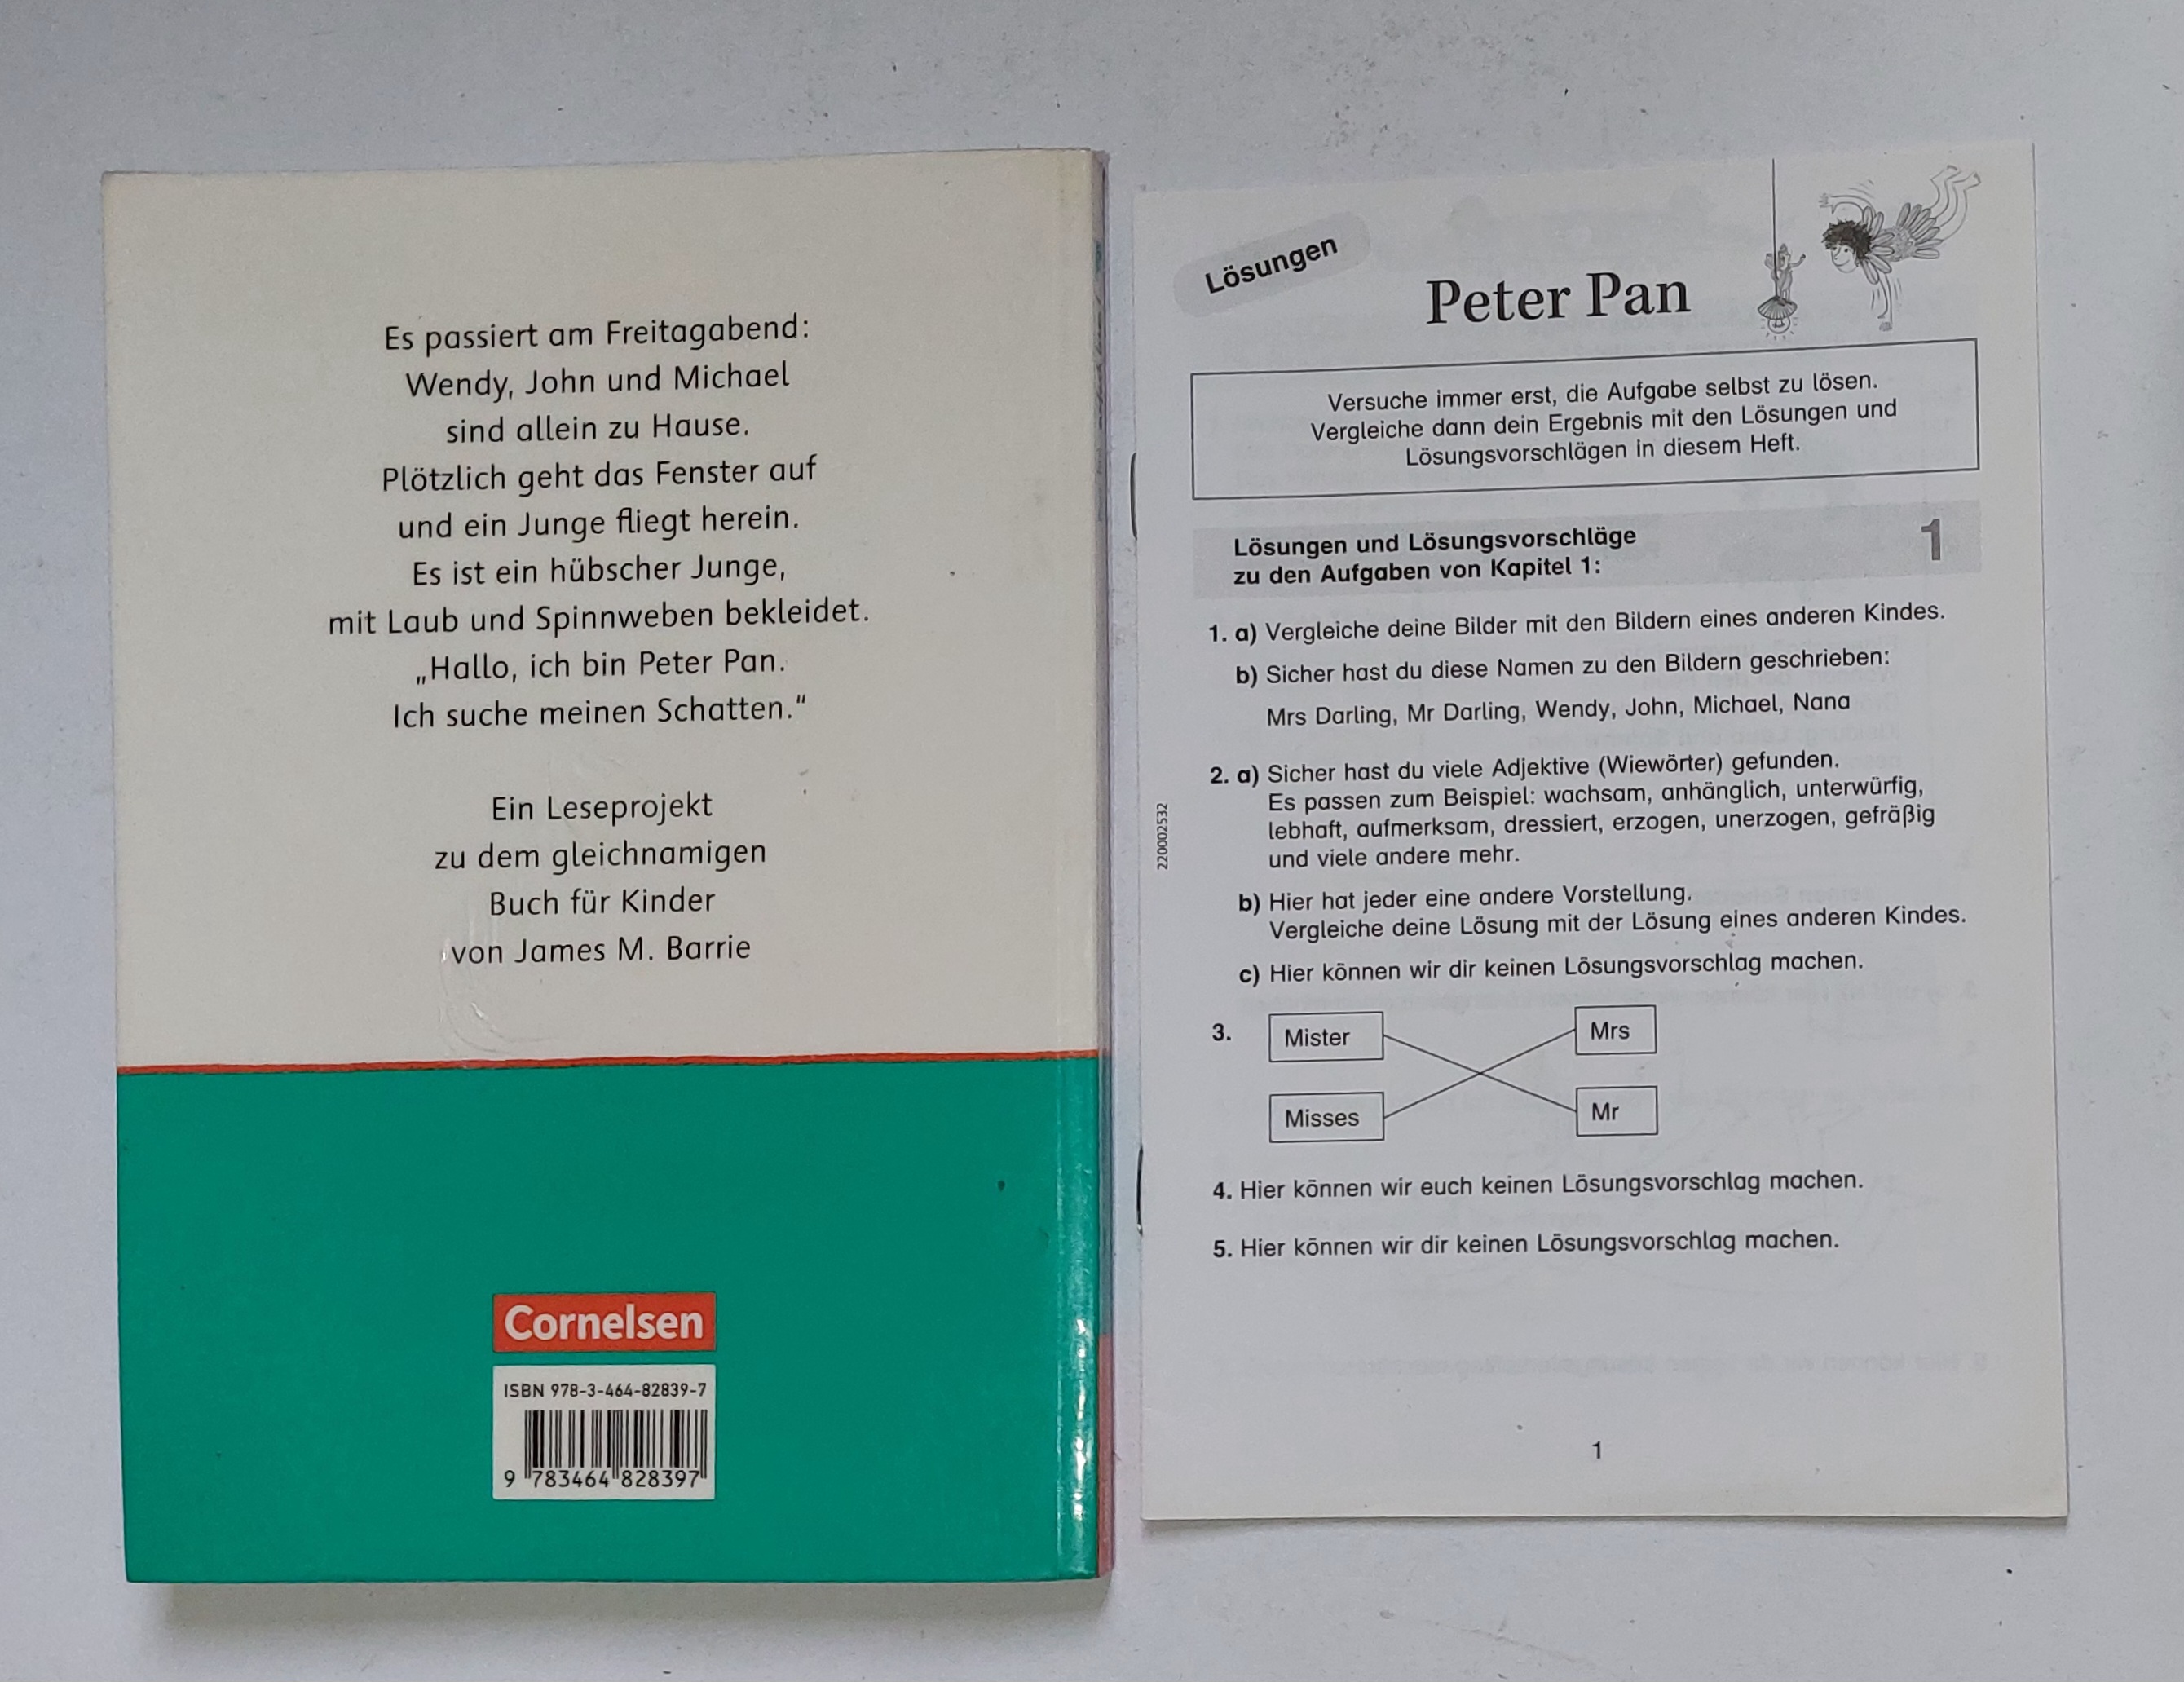 Es passiert am Freitagabend:
Wendy, John und Michael
sind allein zu Hause.
Plötzlich geht das Fenster auf
und ein Junge fliegt herein.
Es ist ein hübscher Junge,
mit Laub und Spinnweben bekleidet.
„Hallo, ich bin Peter Pan.
Ich suche meinen Schatten.“
Ein Leseprojekt
zu dem gleichnamigen
Buch für Kinder
von James M. Barrie
Cornelsen
ISBN 978-3-464-82839-7
9 783464 828397
Lösungen
Peter Pan
Versuche immer erst, die Aufgabe selbst zu lösen.
Vergleiche dann dein Ergebnis mit den Lösungen und
Lösungsvorschlägen in diesem Heft.
Lösungen und Lösungsvorschläge
zu den Aufgaben von Kapitel 1:
1
1. a) Vergleiche deine Bilder mit den Bildern eines anderen Kindes.
b) Sicher hast du diese Namen zu den Bildern geschrieben:
Mrs Darling, Mr Darling, Wendy, John, Michael, Nana
2. a) Sicher hast du viele Adjektive (Wiewörter) gefunden.
Es passen zum Beispiel: wachsam, anhänglich, unterwürfig,
lebhaft, aufmerksam, dressiert, erzogen, unerzogen, gefräßig
und viele andere mehr.
b) Hier hat jeder eine andere Vorstellung.
Vergleiche deine Lösung mit der Lösung eines anderen Kindes.
c) Hier können wir dir keinen Lösungsvorschlag machen.
3. Mister Mrs
Misses Mr
4. Hier können wir euch keinen Lösungsvorschlag machen.
5. Hier können wir dir keinen Lösungsvorschlag machen.
220002532
1